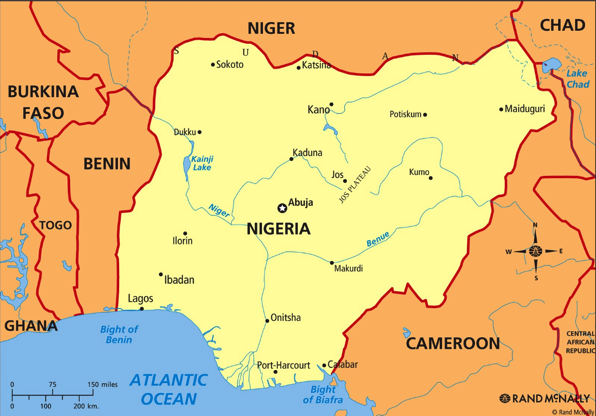 NIGER
CHAD
S U D A N
Sokoto
Katsina
Lake
Chad
BURKINA
FASO
Kano
Potiskum
Maiduguri
Dukku
BENIN
Kainji
Lake
Kaduna
Jos
JOS PLATEAU
Kumo
Abuja
Niger
TOGO
NIGERIA
N
W
E
S
Ilorin
Benue
Makurdi
Ibadan
Lagos
Onitsha
GHANA
Bight of
Benin
CAMEROON
CENTRAL
AFRICAN
REPUBLIC
Port-Harcourt
Calabar
ATLANTIC
OCEAN
Bight of
Biafra
0 75 150 miles
0 100 200 km.
RAND MCNALLY
© Rand McNally